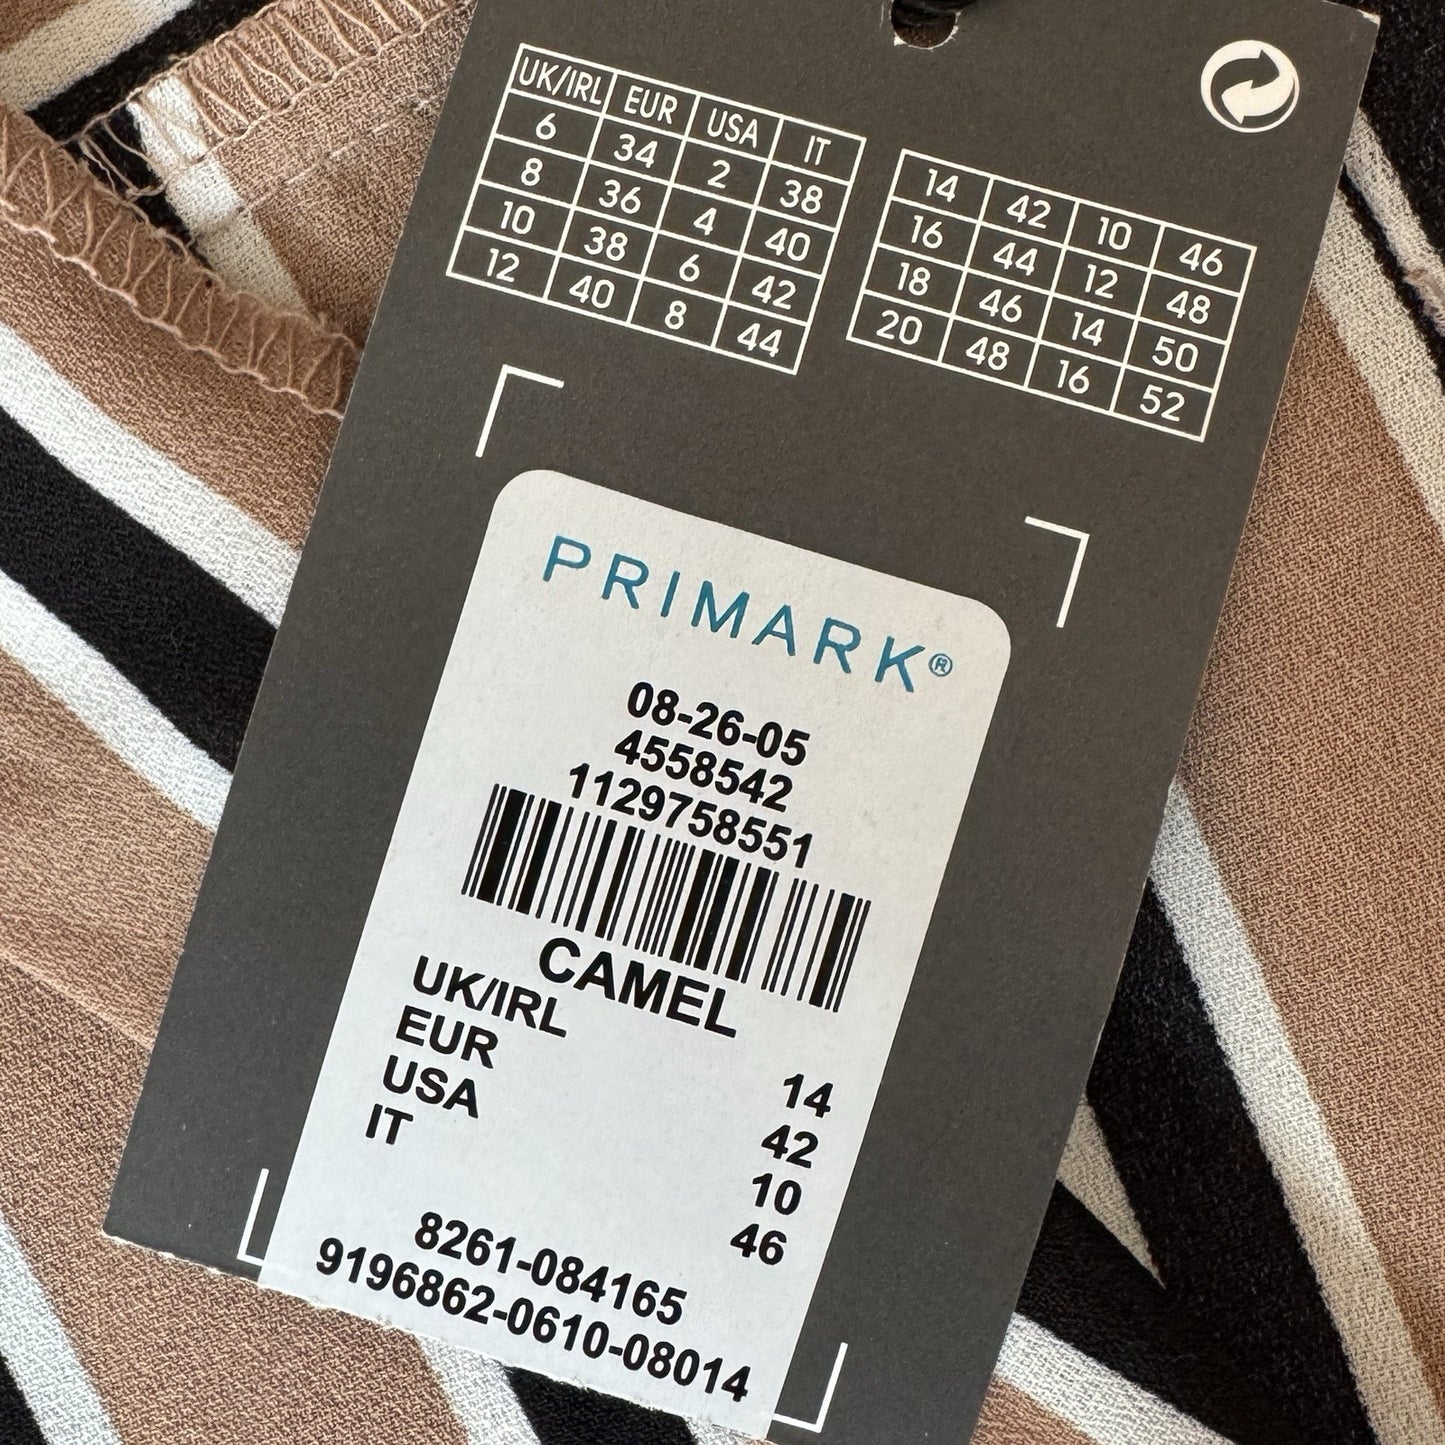 UK/IRL EUR USA IT
6 34 2 38
8 36 4 40
10 38 6 42
12 40 8 44
14 42 10 46
16 44 12 48
18 46 14 50
20 48 16 52
PRIMARK®
08-26-05
4558542
1129758551
CAMEL
UK/IRL 14
EUR 42
USA 10
IT 46
8261-084165
9196862-0610-08014